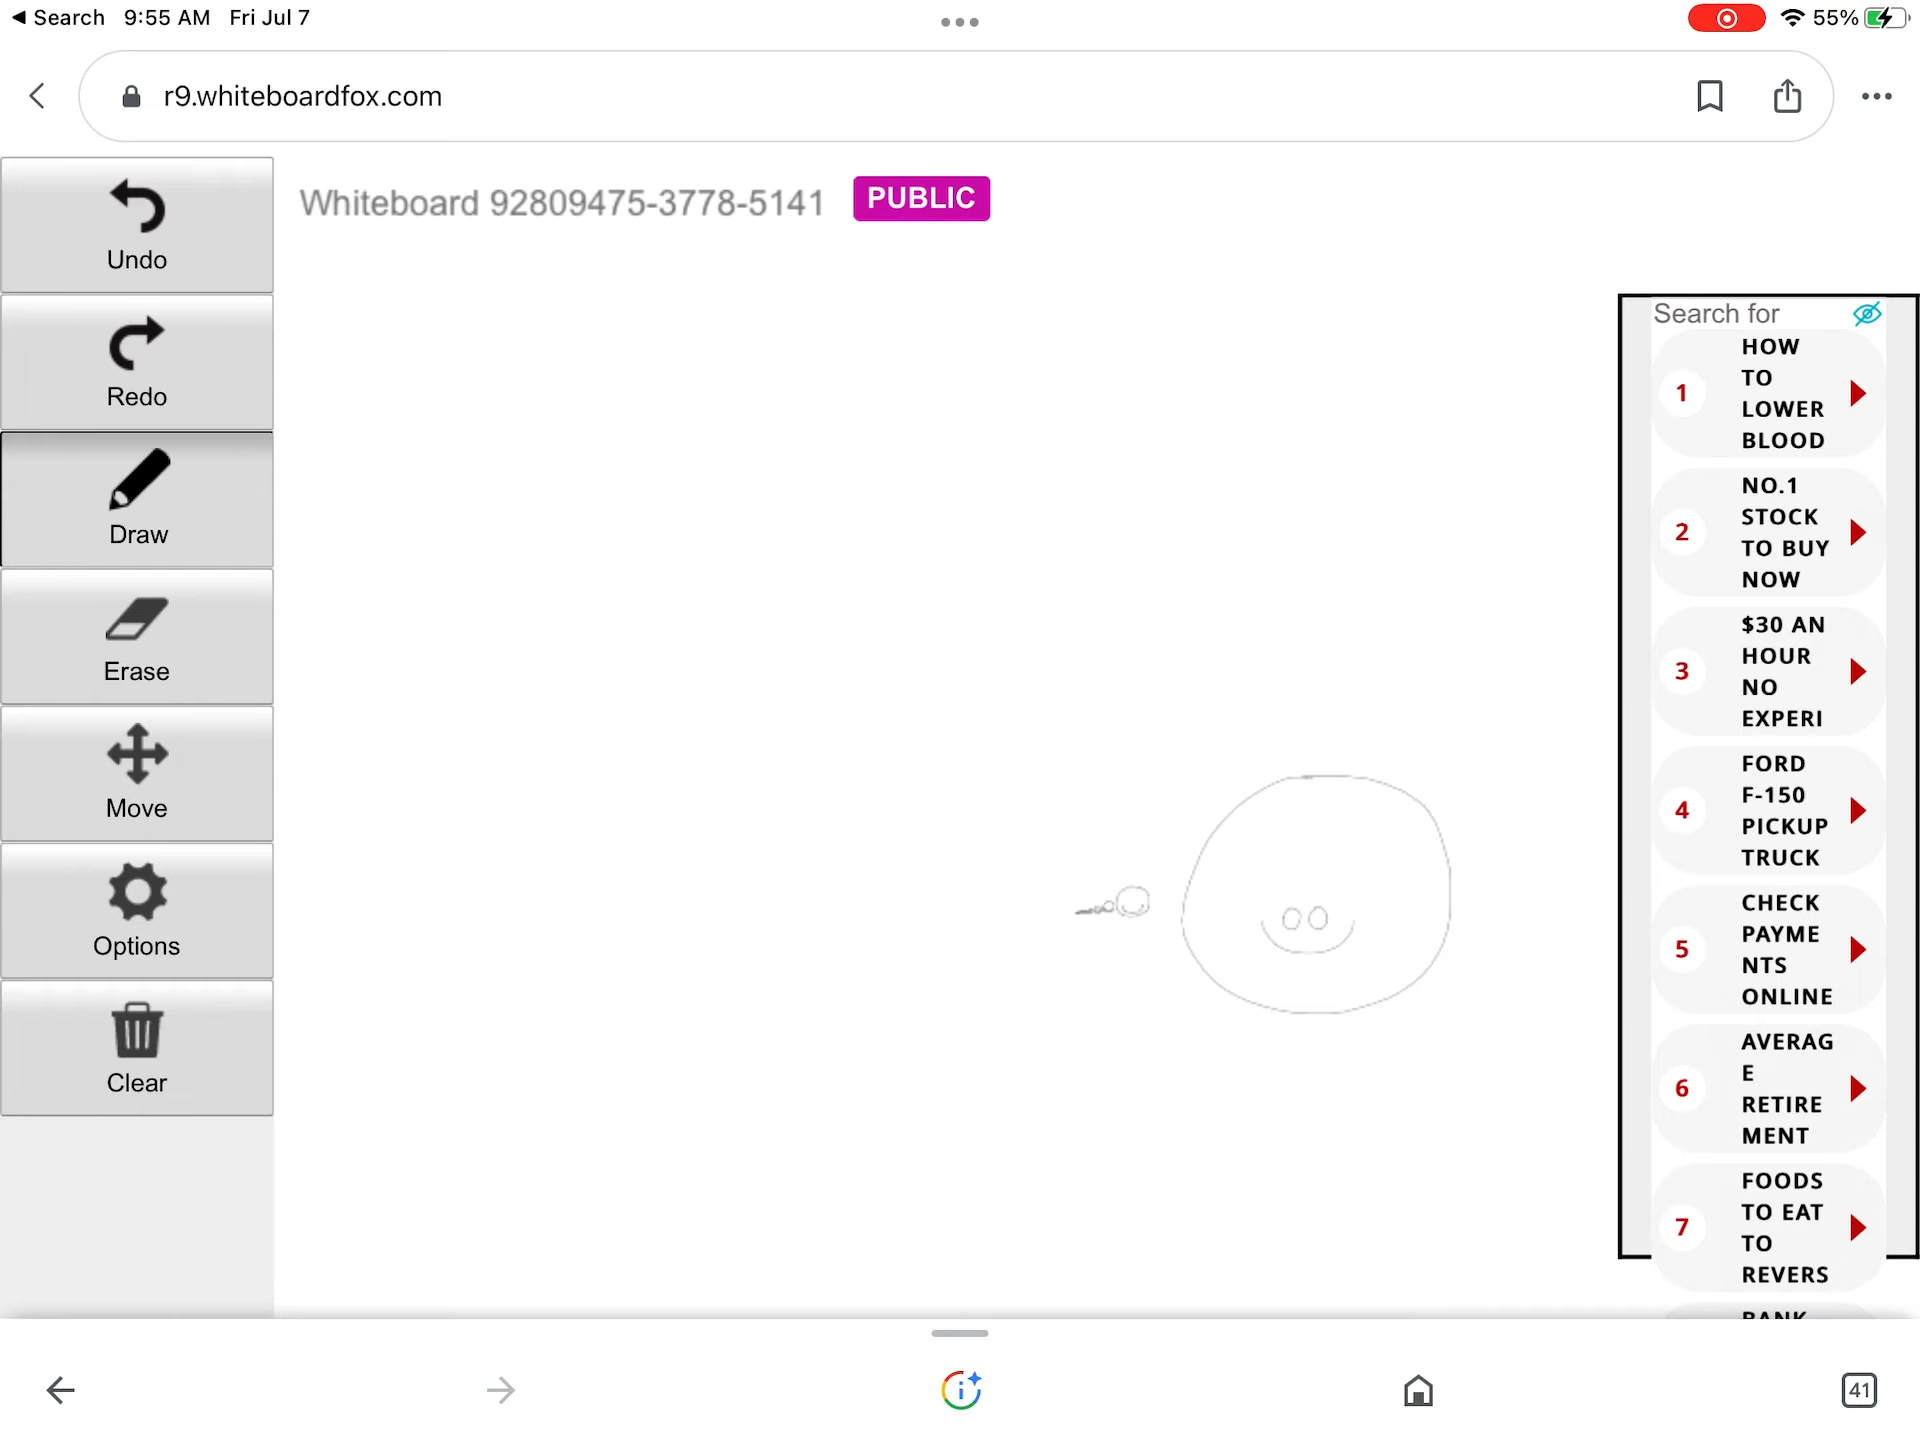 Search 9:55 AM Fri Jul 7
55%
r9.whiteboardfox.com
Whiteboard 92809475-3778-5141 PUBLIC
Undo
Redo
Draw
Erase
Move
Options
Clear
Search for
1
HOW
TO
LOWER
BLOOD
2
NO.1
STOCK
TO BUY
NOW
3
$30 AN
HOUR
NO
EXPERI
4
FORD
F-150
PICKUP
TRUCK
5
CHECK
PAYME
NTS
ONLINE
6
AVERAG
E
RETIRE
MENT
7
FOODS
TO EAT
TO
REVERS
41